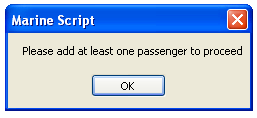 Marine Script
Please add at least one passenger to proceed
OK